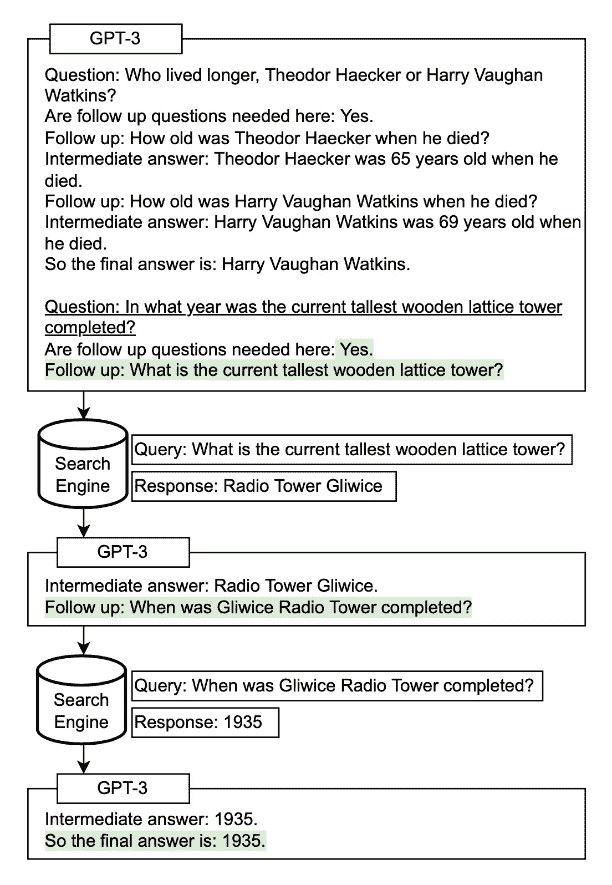 GPT-3
Question: Who lived longer, Theodor Haecker or Harry Vaughan
Watkins?
Are follow up questions needed here: Yes.
Follow up: How old was Theodor Haecker when he died?
Intermediate answer: Theodor Haecker was 65 years old when he
died.
Follow up: How old was Harry Vaughan Watkins when he died?
Intermediate answer: Harry Vaughan Watkins was 69 years old when
he died.
So the final answer is: Harry Vaughan Watkins.
Question: In what year was the current tallest wooden lattice tower
completed?
Are follow up questions needed here: Yes.
Follow up: What is the current tallest wooden lattice tower?
Search
Engine
Query: What is the current tallest wooden lattice tower?
Response: Radio Tower Gliwice
GPT-3
Intermediate answer: Radio Tower Gliwice.
Follow up: When was Gliwice Radio Tower completed?
Search
Engine
Query: When was Gliwice Radio Tower completed?
Response: 1935
GPT-3
Intermediate answer: 1935.
So the final answer is: 1935.